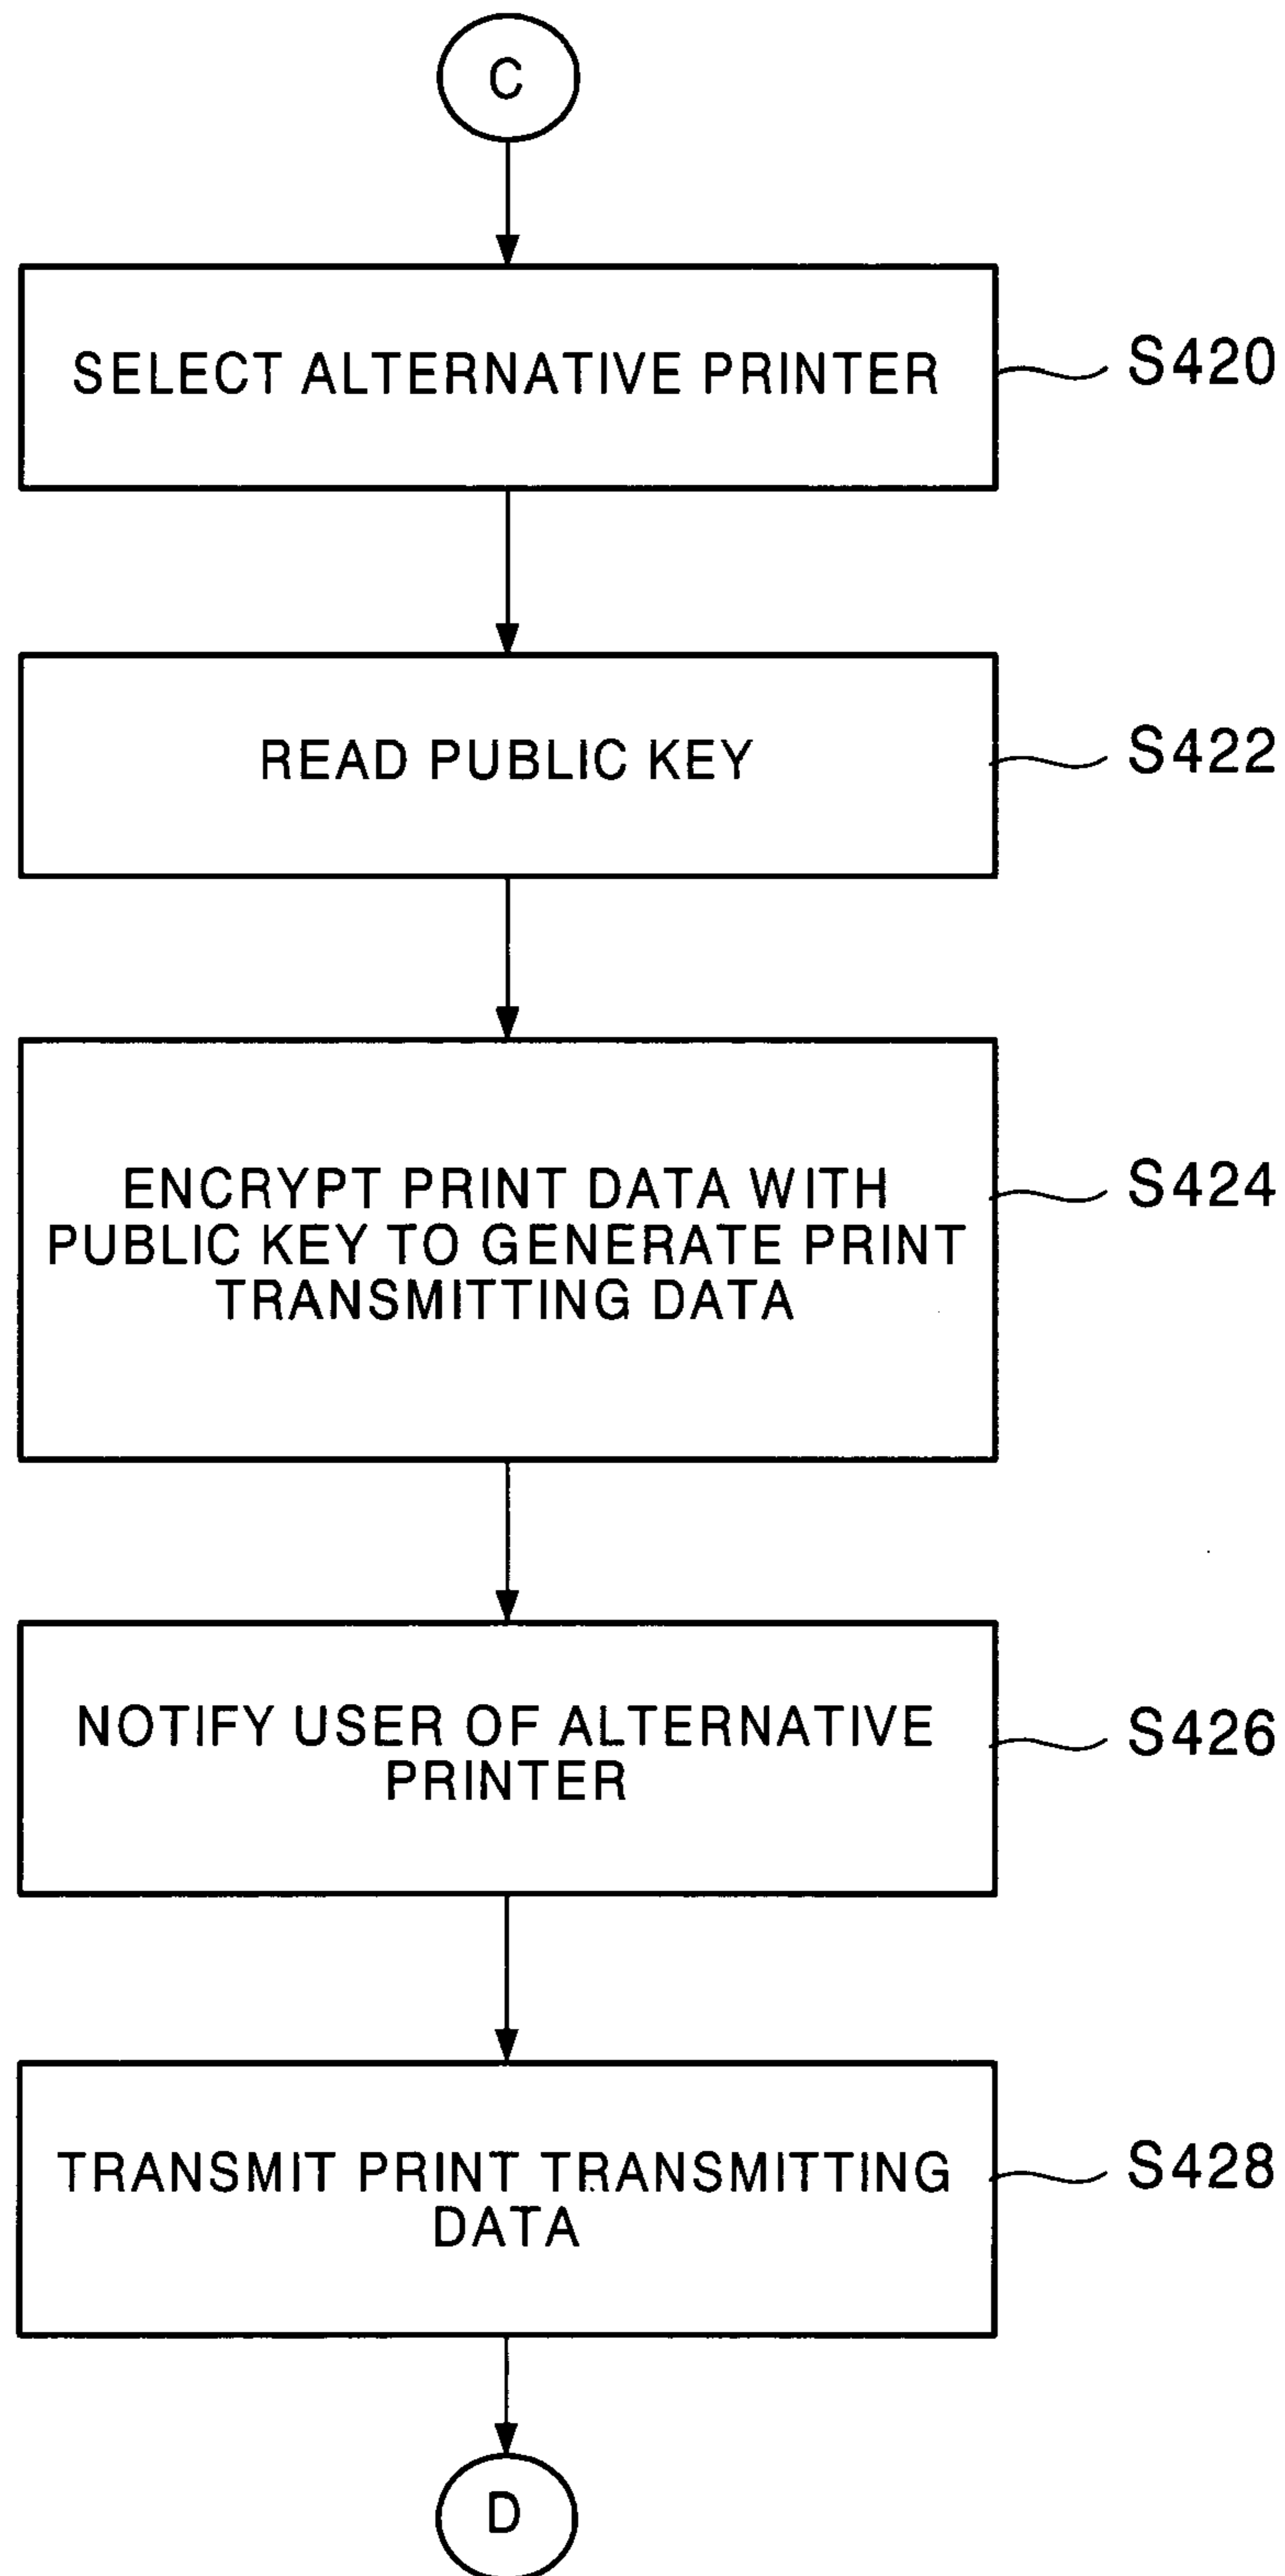 C
SELECT ALTERNATIVE PRINTER
S420
READ PUBLIC KEY
S422
ENCRYPT PRINT DATA WITH
PUBLIC KEY TO GENERATE PRINT
TRANSMITTING DATA
S424
NOTIFY USER OF ALTERNATIVE
PRINTER
S426
TRANSMIT PRINT TRANSMITTING
DATA
S428
D